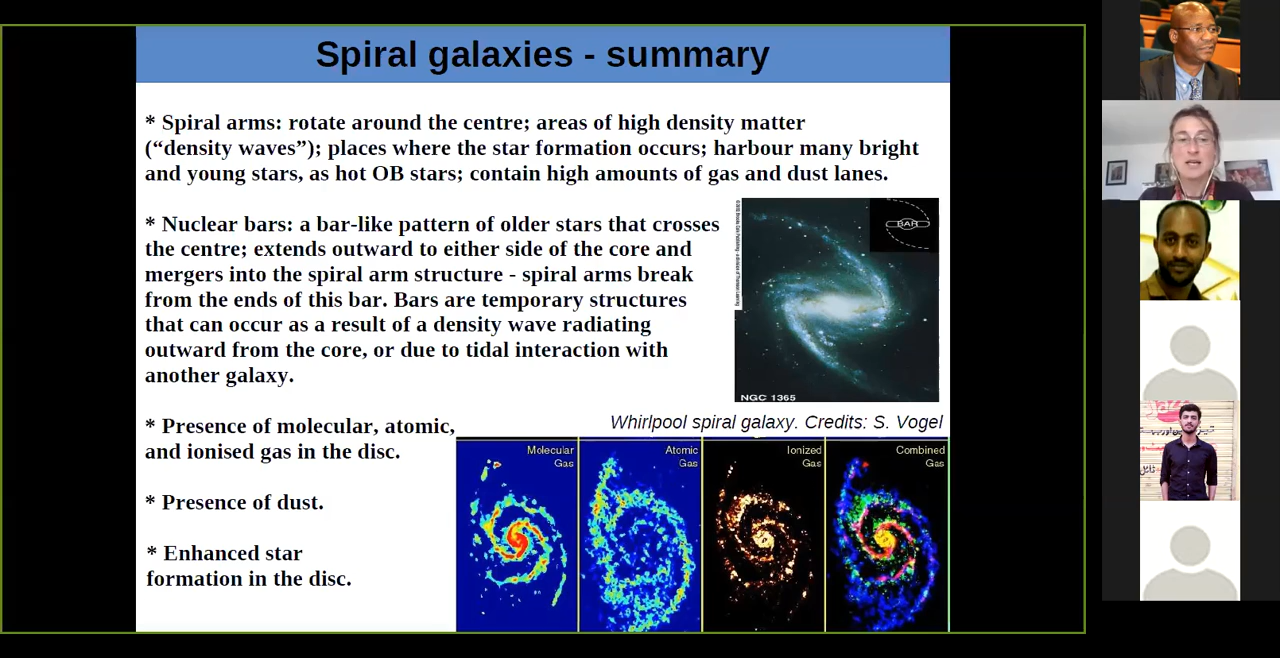 Spiral galaxies - summary
* Spiral arms: rotate around the centre; areas of high density matter
(“density waves”); places where the star formation occurs; harbour many bright
and young stars, as hot OB stars; contain high amounts of gas and dust lanes.
* Nuclear bars: a bar-like pattern of older stars that crosses
the centre; extends outward to either side of the core and
mergers into the spiral arm structure - spiral arms break
from the ends of this bar. Bars are temporary structures
that can occur as a result of a density wave radiating
outward from the core, or due to tidal interaction with
another galaxy.
BAR
NGC 1365
Whirlpool spiral galaxy. Credits: S. Vogel
* Presence of molecular, atomic,
and ionised gas in the disc.
* Presence of dust.
* Enhanced star
formation in the disc.
Molecular
Gas
Atomic
Gas
Ionized
Gas
Combined
Gas